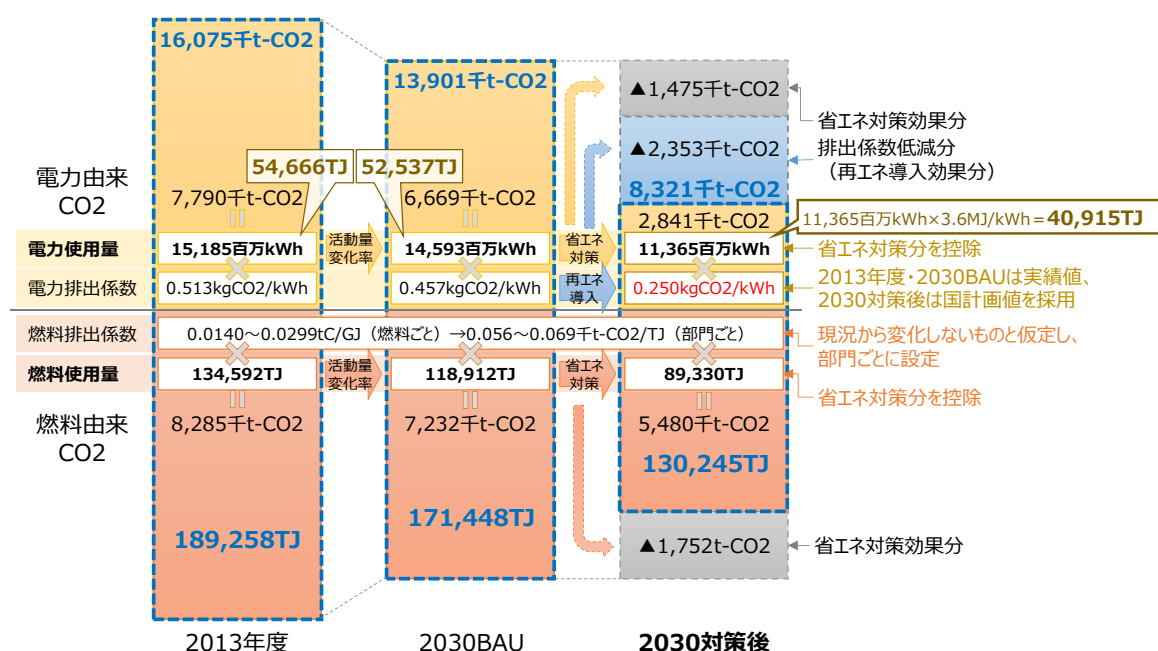 16,075千t-CO2
13,901千t-CO2
▲1,475千t-CO2
省エネ対策効果分
▲2,353千t-CO2
排出係数低減分
（再エネ導入効果分）
8,321千t-CO2
電力由来
CO2
54,666TJ
52,537TJ
7,790千t-CO2
6,669千t-CO2
2,841千t-CO2
11,365百万kWh×3.6MJ/kWh＝40,915TJ
電力使用量
15,185百万kWh
活動量
変化率
14,593百万kWh
省エネ
対策
11,365百万kWh
省エネ対策分を控除
電力排出係数
0.513kgCO2/kWh
0.457kgCO2/kWh
再エネ
導入
0.250kgCO2/kWh
2013年度・2030BAUは実績値、
2030対策後は国計画値を採用
燃料排出係数
0.0140～0.0299tC/GJ（燃料ごと）→0.056～0.069千t-CO2/TJ（部門ごと）
現況から変化しないものと仮定し、
部門ごとに設定
燃料使用量
134,592TJ
活動量
変化率
118,912TJ
省エネ
対策
89,330TJ
省エネ対策分を控除
燃料由来
CO2
8,285千t-CO2
7,232千t-CO2
5,480千t-CO2
130,245TJ
171,448TJ
189,258TJ
▲1,752t-CO2
省エネ対策効果分
2013年度
2030BAU
2030対策後